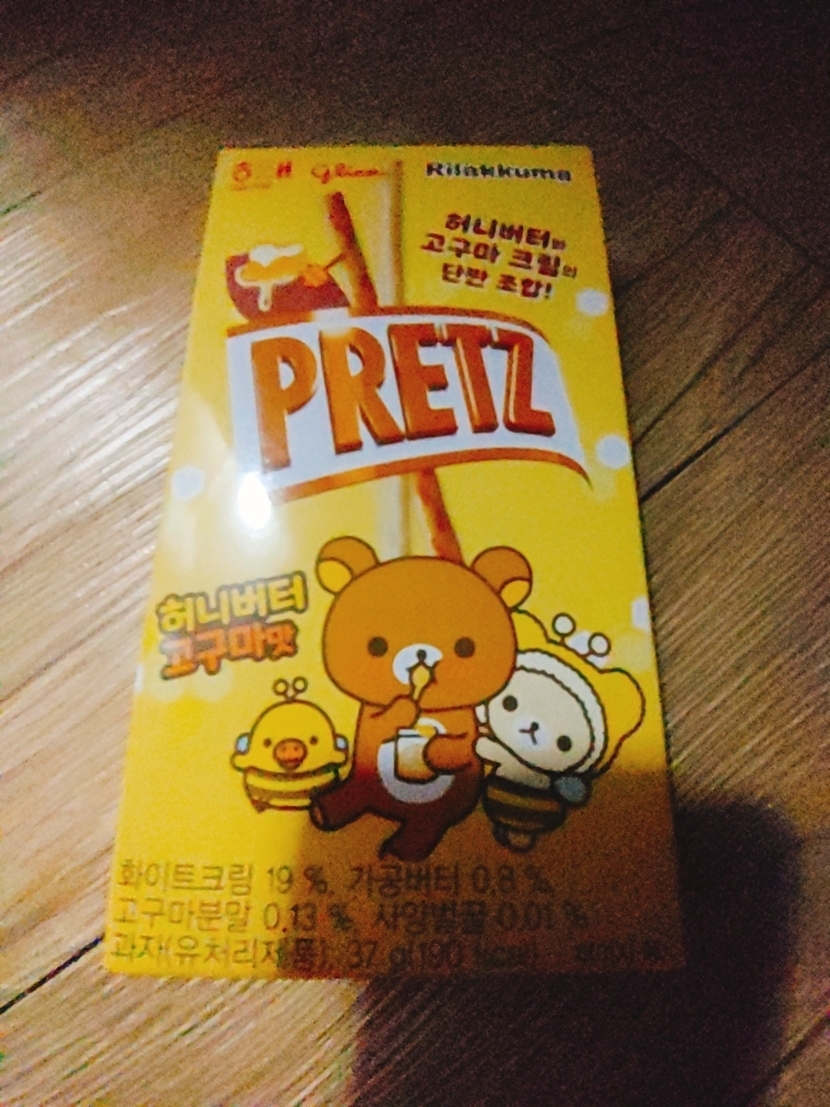 Glico
Rilakkuma
허니버터와
고구마 크림의
단짠 조합!
PRETZ
허니버터
고구마맛
화이트크림 19 %, 가공버터 0.8 %,
고구마분말 0.13 %, 사양벌꿀 0.01 %
과자(유처리제품) 37 g(190 kcal)